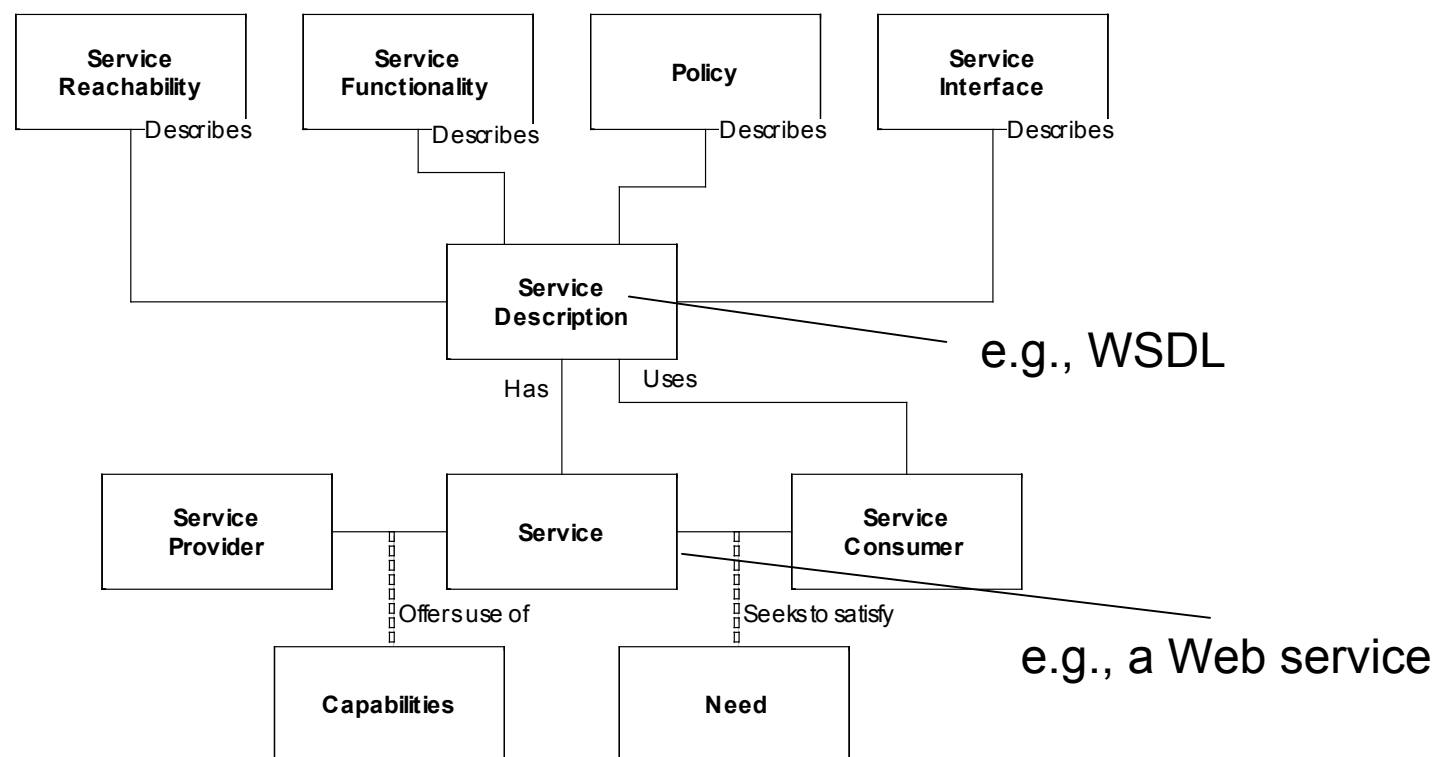 Service
Reachability
Service
Functionality
Policy
Service
Interface
Describes
Describes
Describes
Describes
Service
Description
e.g., WSDL
Has
Uses
Service
Provider
Service
Service
Consumer
Offers use of
Seeks to satisfy
e.g., a Web service
Capabilities
Need